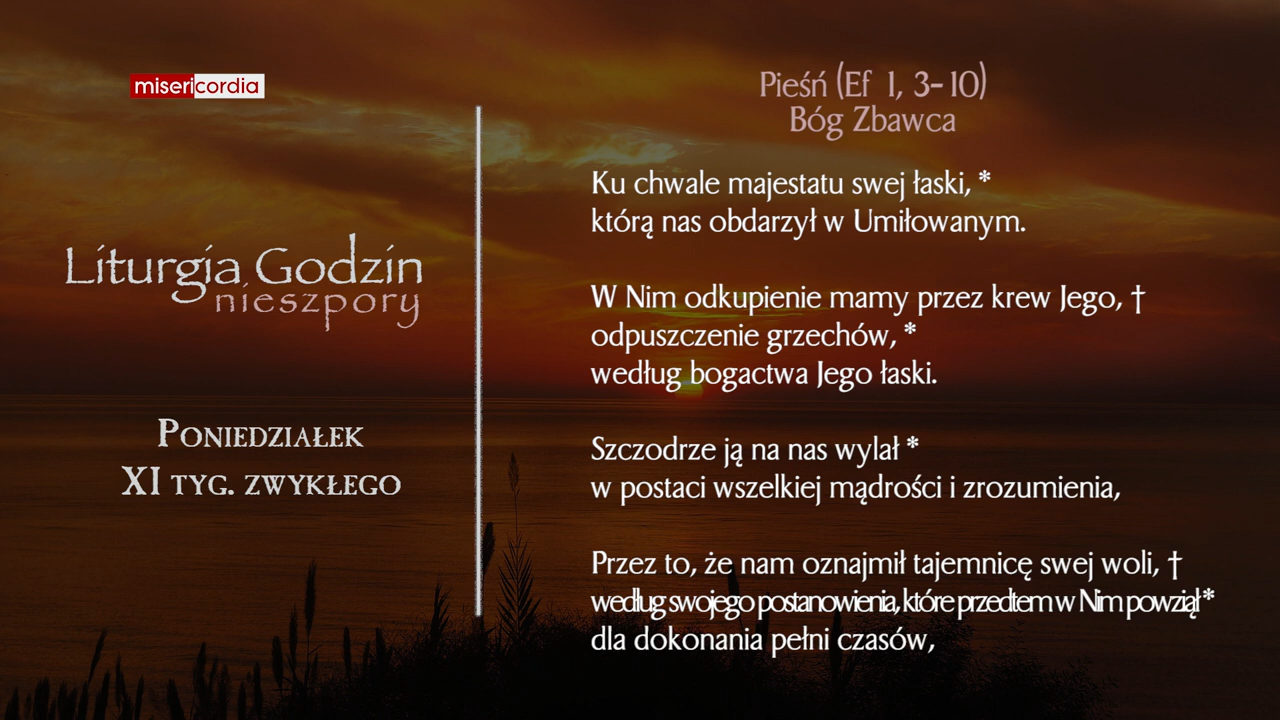 misericordia
Liturgia Godzin
nieszpory
Poniedziałek
XI tyg. zwykłego
Pieśń (Ef 1, 3-10)
Bóg Zbawca
Ku chwale majestatu swej łaski, *
którą nas obdarzył w Umiłowanym.
W Nim odkupienie mamy przez krew Jego, †
odpuszczenie grzechów, *
według bogactwa Jego łaski.
Szczodrze ją na nas wylał *
w postaci wszelkiej mądrości i zrozumienia,
Przez to, że nam oznajmił tajemnicę swej woli, †
według swojego postanowienia, które przedtem w Nim powziął *
dla dokonania pełni czasów,